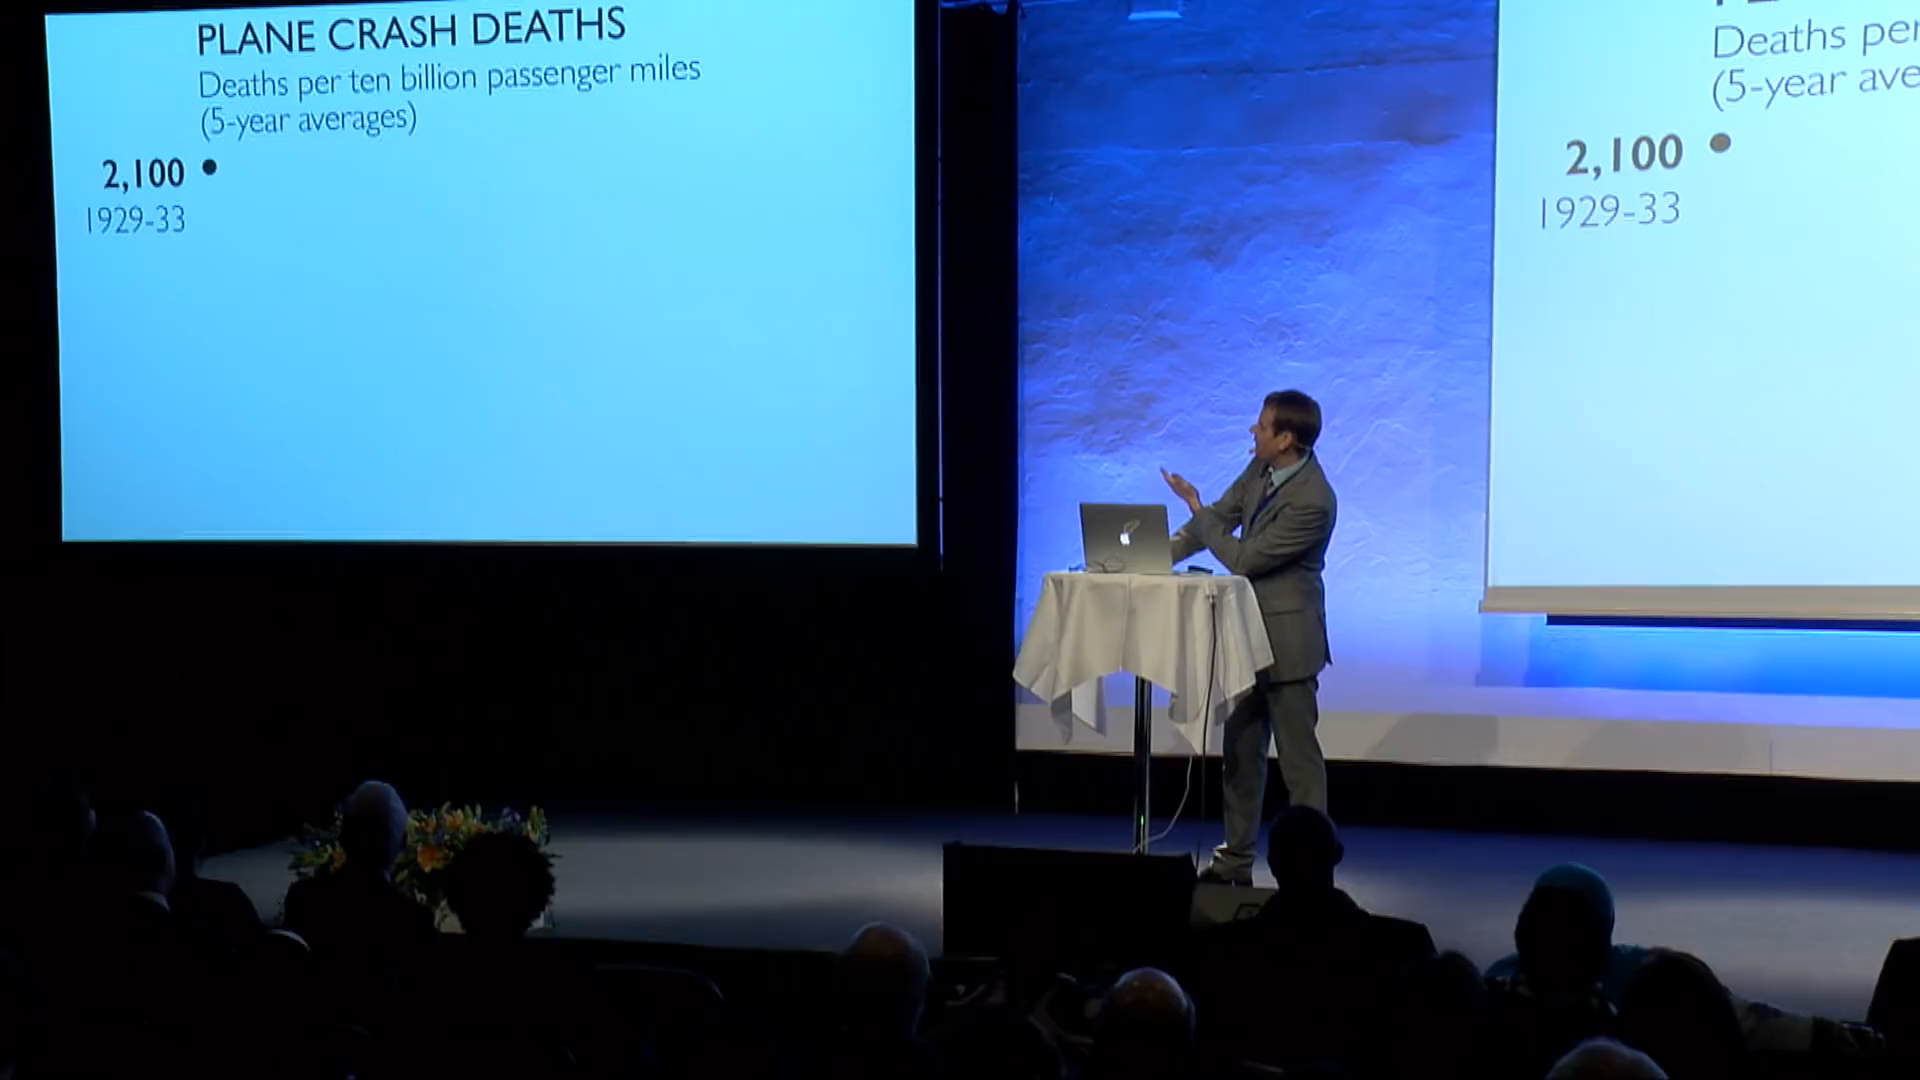 PLANE CRASH DEATHS
Deaths per ten billion passenger miles
(5-year averages)
2,100
1929-33
Deaths per
(5-year ave
2,100
1929-33